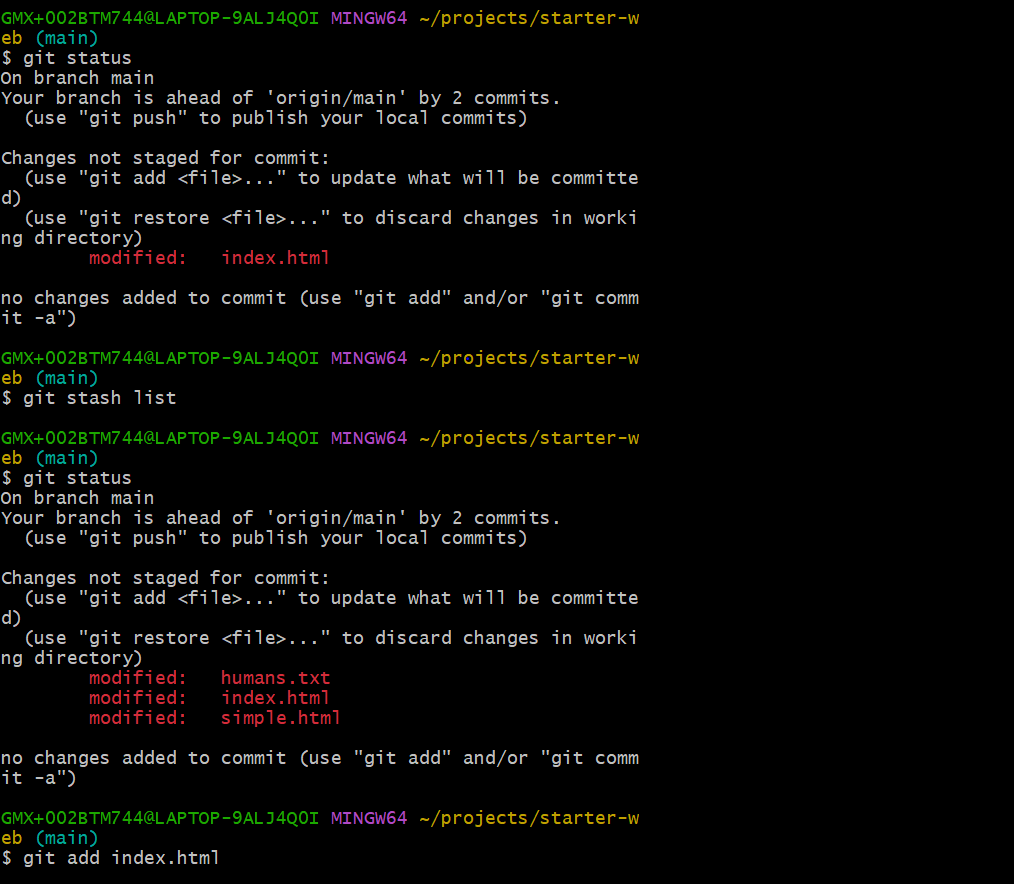 GMX+002BTM744@LAPTOP-9ALJ4Q0I MINGW64 ~/projects/starter-w
eb (main)
$ git status
On branch main
Your branch is ahead of 'origin/main' by 2 commits.
  (use "git push" to publish your local commits)

Changes not staged for commit:
  (use "git add <file>..." to update what will be committe
d)
  (use "git restore <file>..." to discard changes in worki
ng directory)
        modified:   index.html

no changes added to commit (use "git add" and/or "git comm
it -a")

GMX+002BTM744@LAPTOP-9ALJ4Q0I MINGW64 ~/projects/starter-w
eb (main)
$ git stash list

GMX+002BTM744@LAPTOP-9ALJ4Q0I MINGW64 ~/projects/starter-w
eb (main)
$ git status
On branch main
Your branch is ahead of 'origin/main' by 2 commits.
  (use "git push" to publish your local commits)

Changes not staged for commit:
  (use "git add <file>..." to update what will be committe
d)
  (use "git restore <file>..." to discard changes in worki
ng directory)
        modified:   humans.txt
        modified:   index.html
        modified:   simple.html

no changes added to commit (use "git add" and/or "git comm
it -a")

GMX+002BTM744@LAPTOP-9ALJ4Q0I MINGW64 ~/projects/starter-w
eb (main)
$ git add index.html